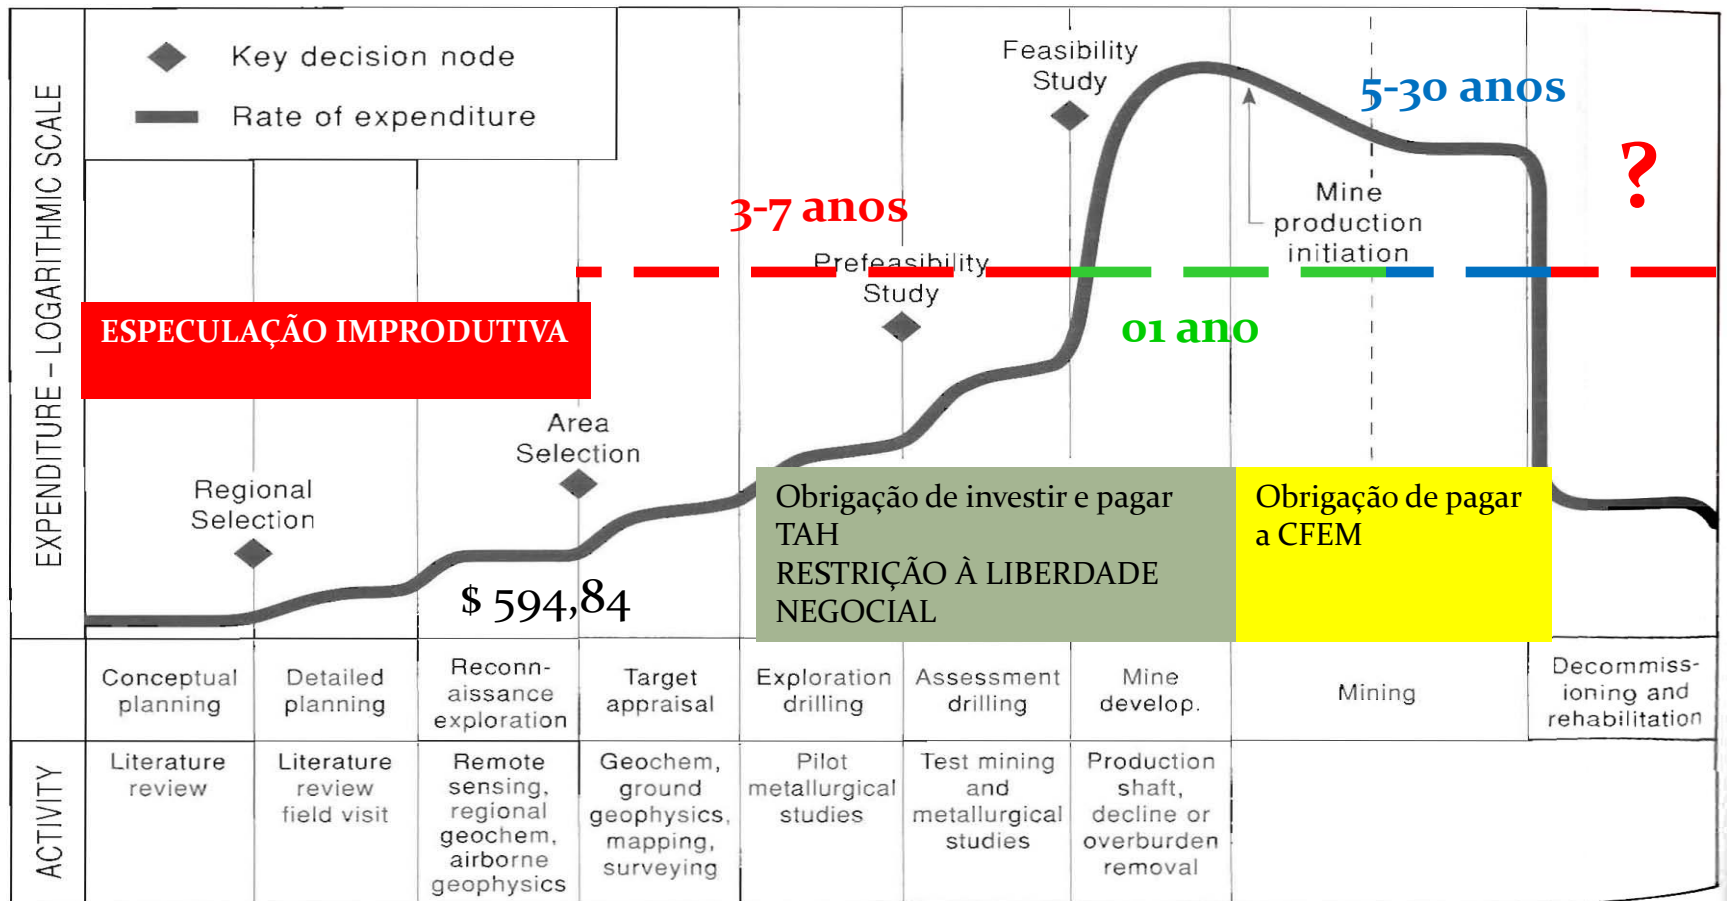 Key decision node
Rate of expenditure
EXPENDITURE – LOGARITHMIC SCALE
Feasibility
Study
5-30 anos
?
3-7 anos
Mine
production
initiation
Prefeasibility
Study
01 ano
ESPECULAÇÃO IMPRODUTIVA
Area
Selection
Regional
Selection
$ 594,84
Obrigação de investir e pagar
TAH
RESTRIÇÃO À LIBERDADE
NEGOCIAL
Obrigação de pagar
a CFEM
Conceptual
planning
Detailed
planning
Reconn-
aissance
exploration
Target
appraisal
Exploration
drilling
Assessment
drilling
Mine
develop.
Mining
Decommiss-
ioning and
rehabilitation
ACTIVITY
Literature
review
Literature
review
field visit
Remote
sensing,
regional
geochem,
airborne
geophysics
Geochem,
ground
geophysics,
mapping,
surveying
Pilot
metallurgical
studies
Test mining
and
metallurgical
studies
Production
shaft,
decline or
overburden
removal